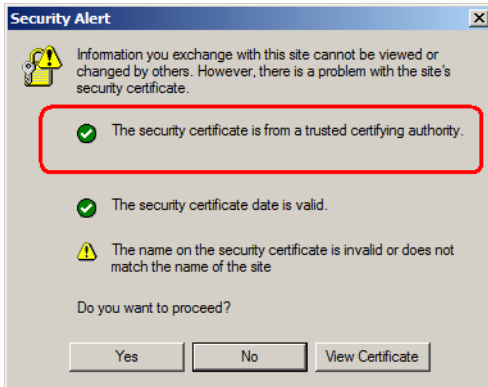 Security Alert
Information you exchange with this site cannot be viewed or
changed by others. However, there is a problem with the site's
security certificate.
The security certificate is from a trusted certifying authority.
The security certificate date is valid.
The name on the security certificate is invalid or does not
match the name of the site
Do you want to proceed?
Yes
No
View Certificate